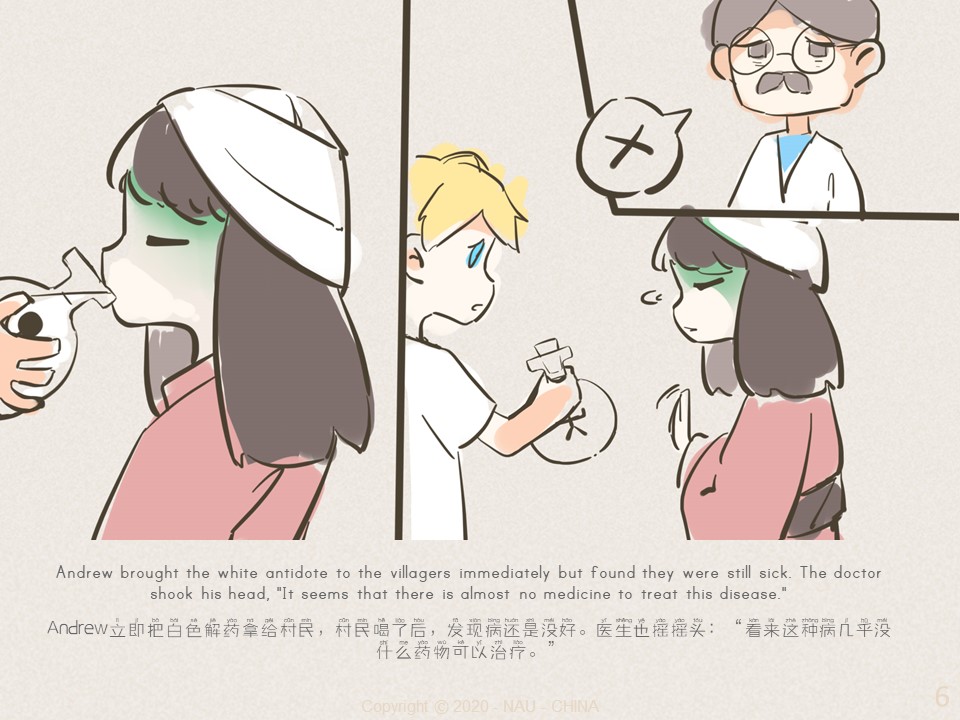 Andrew brought the white antidote to the villagers immediately but found they were still sick. The doctor
shook his head, "It seems that there is almost no medicine to treat this disease."
Andrew立即把白色解药拿给村民，村民喝了后，发现病还是没好。医生也摇摇头：“看来这种病几乎没
什么药物可以治疗。”
Copyright © 2020 - NAU - CHINA
6